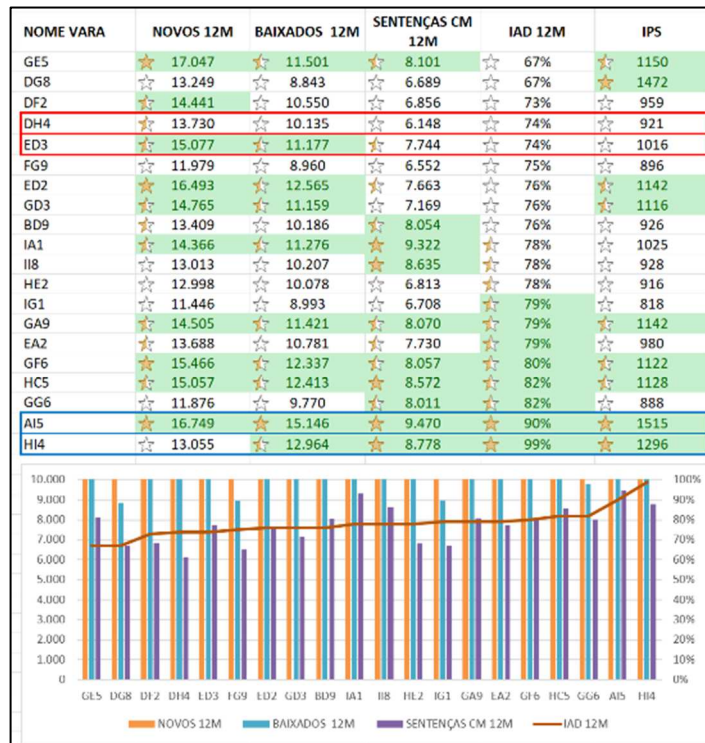 NOME VARA NOVOS 12M BAIXADOS 12M SENTENÇAS CM 12M IAD 12M IPS
GE5 17.047 11.501 8.101 67% 1150
DG8 13.249 8.843 6.689 67% 1472
DF2 14.441 10.550 6.856 73% 959
DH4 13.730 10.135 6.148 74% 921
ED3 15.077 11.177 7.744 74% 1016
FG9 11.979 8.960 6.552 75% 896
ED2 16.493 12.565 7.663 76% 1142
GD3 14.765 11.159 7.169 76% 1116
BD9 13.409 10.186 8.054 76% 926
IA1 14.366 11.276 9.322 78% 1025
II8 13.013 10.207 8.635 78% 928
HE2 12.998 10.078 6.813 78% 916
IG1 11.446 8.993 6.708 79% 818
GA9 14.505 11.421 8.070 79% 1142
EA2 13.688 10.781 7.730 79% 980
GF6 15.466 12.337 8.057 80% 1122
HC5 15.057 12.413 8.572 82% 1128
GG6 11.876 9.770 8.011 82% 888
AI5 16.749 15.146 9.470 90% 1515
HI4 13.055 12.964 8.778 99% 1296
10.000 100%
9.000 90%
8.000 80%
7.000 70%
6.000 60%
5.000 50%
4.000 40%
3.000 30%
2.000 20%
1.000 10%
0 0%
GE5 DG8 DF2 DH4 ED3 FG9 ED2 GD3 BD9 IA1 II8 HE2 IG1 GA9 EA2 GF6 HC5 GG6 AI5 HI4
NOVOS 12M BAIXADOS 12M SENTENÇAS CM 12M IAD 12M